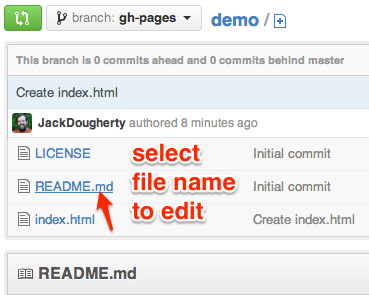 branch: gh-pages demo /
This branch is 0 commits ahead and 0 commits behind master
Create index.html
JackDougherty authored 8 minutes ago
LICENSE Initial commit
README.md Initial commit
index.html Create index.html
select
file name
to edit
README.md